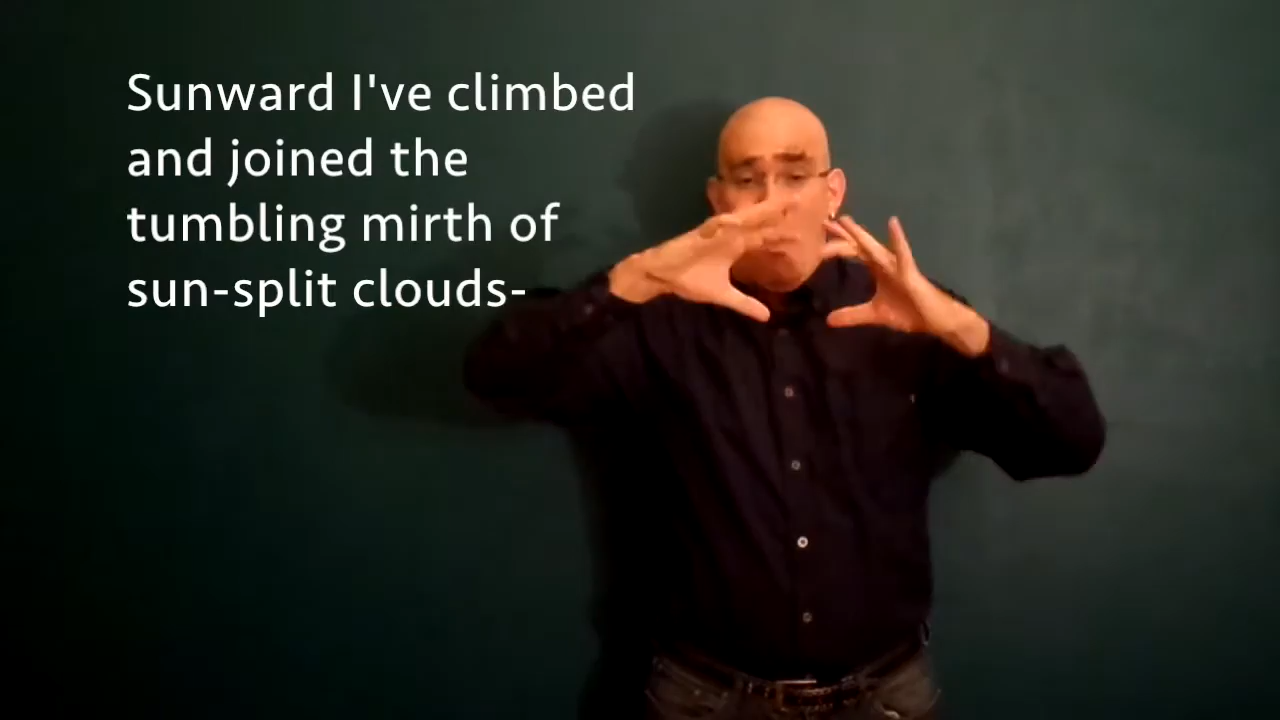 Sunward I've climbed
and joined the
tumbling mirth of
sun-split clouds-